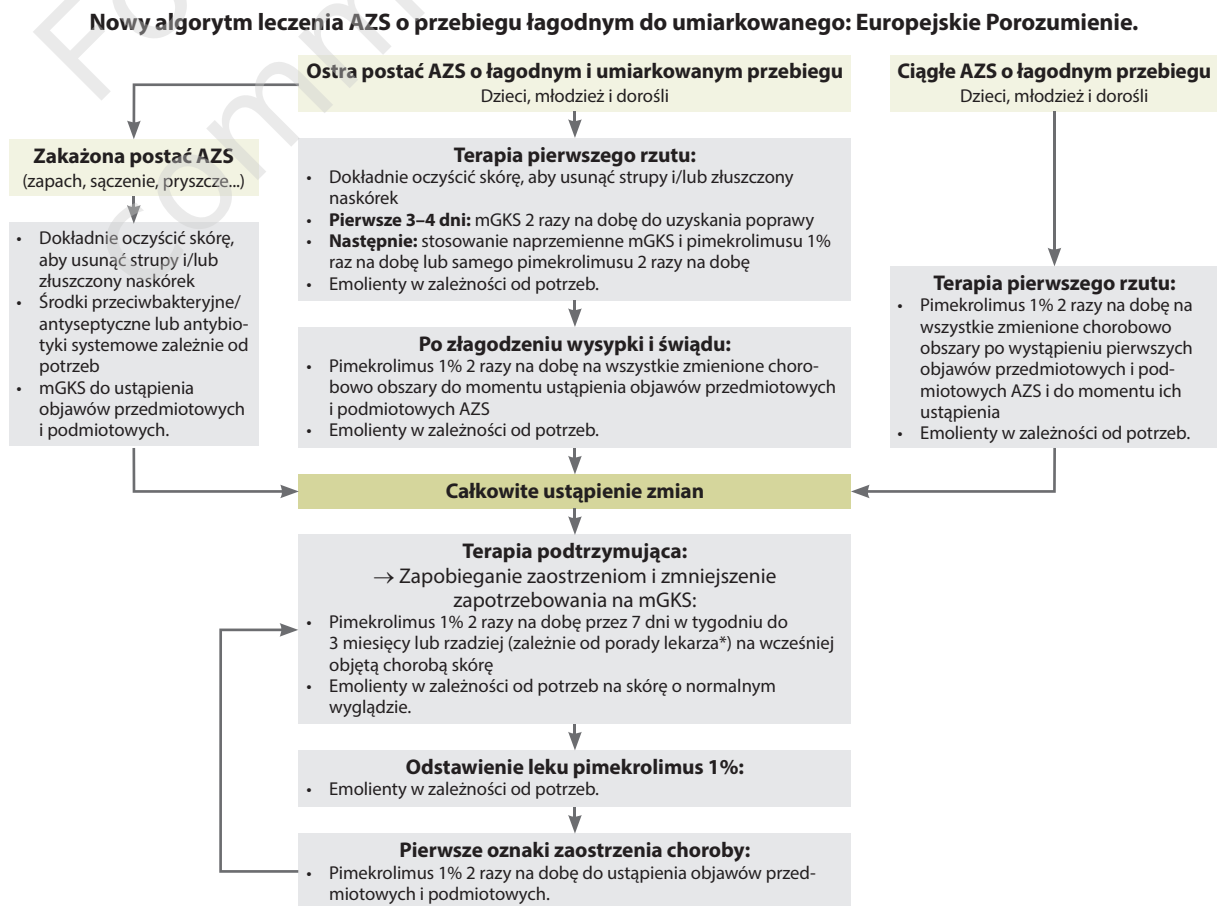 Nowy algorytm leczenia AZS o przebiegu łagodnym do umiarkowanego: Europejskie Porozumienie.
Ostra postać AZS o łagodnym i umiarkowanym przebiegu
Dzieci, młodzież i dorośli
Ciągłe AZS o łagodnym przebiegu
Dzieci, młodzież i dorośli
Zakażona postać AZS
(zapach, sączenie, pryszcze...)
• Dokładnie oczyścić skórę,
aby usunąć strupy i/lub
złuszczony naskórek
• Środki przeciwbakteryjne/
antyseptyczne lub antybio-
tyki systemowe zależnie od
potrzeb
• mGKS do ustąpienia
objawów przedmiotowych
i podmiotowych.
Terapia pierwszego rzutu:
• Dokładnie oczyścić skórę, aby usunąć strupy i/lub złuszczony
naskórek
• Pierwsze 3–4 dni: mGKS 2 razy na dobę do uzyskania poprawy
• Następnie: stosowanie naprzemienne mGKS i pimekrolimusu 1%
raz na dobę lub samego pimekrolimusu 2 razy na dobę
• Emolienty w zależności od potrzeb.
Po złagodzeniu wysypki i świądu:
• Pimekrolimus 1% 2 razy na dobę na wszystkie zmienione choro-
bowo obszary do momentu ustąpienia objawów przedmiotowych
i podmiotowych AZS
• Emolienty w zależności od potrzeb.
Terapia pierwszego rzutu:
• Pimekrolimus 1% 2 razy na dobę na
wszystkie zmienione chorobowo
obszary po wystąpieniu pierwszych
objawów przedmiotowych i pod-
miotowych AZS i do momentu ich
ustąpienia
• Emolienty w zależności od potrzeb.
Całkowite ustąpienie zmian
Terapia podtrzymująca:
→ Zapobieganie zaostrzeniom i zmniejszenie
zapotrzebowania na mGKS:
• Pimekrolimus 1% 2 razy na dobę przez 7 dni w tygodniu do
3 miesięcy lub rzadziej (zależnie od porady lekarza*) na wcześniej
objętą chorobą skórę
• Emolienty w zależności od potrzeb na skórę o normalnym
wyglądzie.
Odstawienie leku pimekrolimus 1%:
• Emolienty w zależności od potrzeb.
Pierwsze oznaki zaostrzenia choroby:
• Pimekrolimus 1% 2 razy na dobę do ustąpienia objawów przed-
miotowych i podmiotowych.